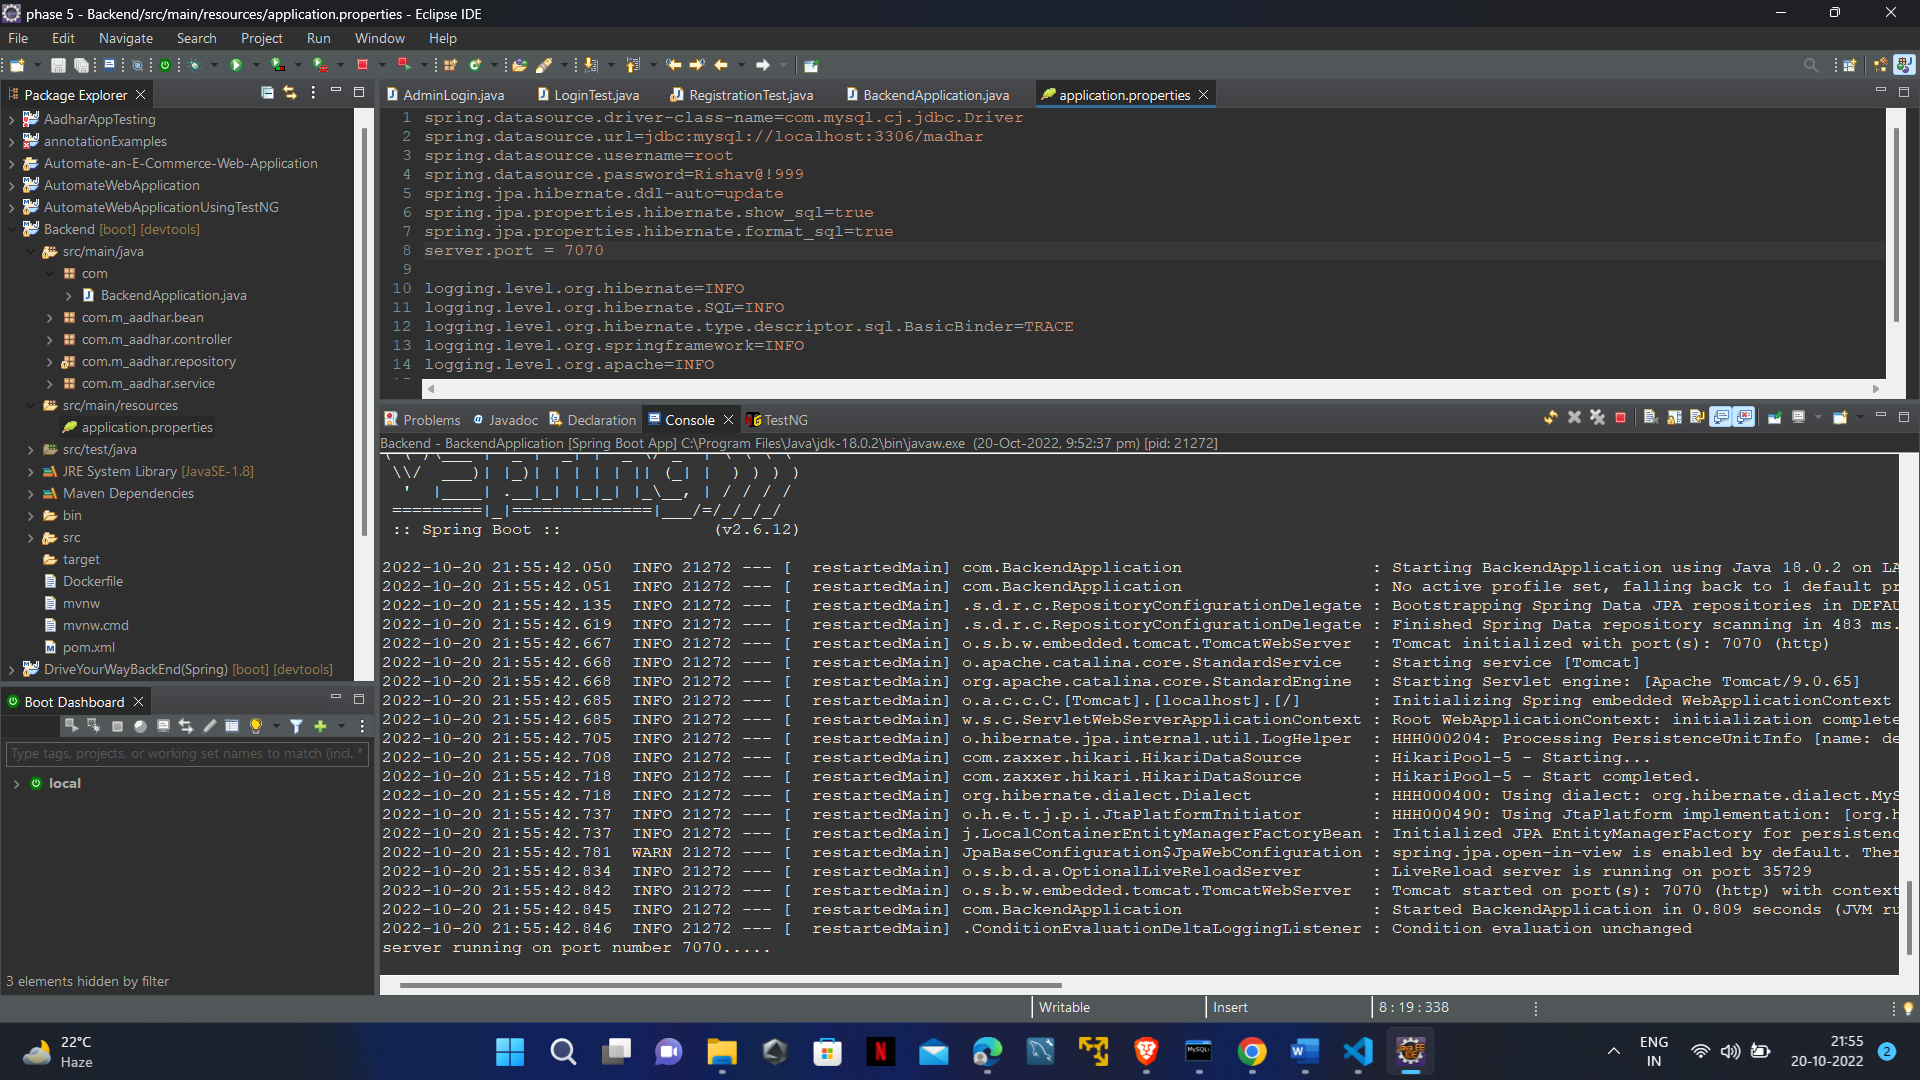 phase 5 - Backend/src/main/resources/application.properties - Eclipse IDE
File Edit Navigate Search Project Run Window Help
Package Explorer
AadharAppTesting
annotationExamples
Automate-an-E-Commerce-Web-Application
AutomateWebApplication
AutomateWebApplicationUsingTestNG
Backend [boot] [devtools]
src/main/java
com
BackendApplication.java
com.m_aadhar.bean
com.m_aadhar.controller
com.m_aadhar.repository
com.m_aadhar.service
src/main/resources
application.properties
src/test/java
JRE System Library [JavaSE-1.8]
Maven Dependencies
bin
src
target
Dockerfile
mvnw
mvnw.cmd
pom.xml
DriveYourWayBackEnd(Spring) [boot] [devtools]
Boot Dashboard
Type tags, projects, or working set names to match (incl. *
local
3 elements hidden by filter
AdminLogin.java LoginTest.java RegistrationTest.java BackendApplication.java application.properties
1 spring.datasource.driver-class-name=com.mysql.cj.jdbc.Driver
2 spring.datasource.url=jdbc:mysql://localhost:3306/madhar
3 spring.datasource.username=root
4 spring.datasource.password=Rishav@!999
5 spring.jpa.hibernate.ddl-auto=update
6 spring.jpa.properties.hibernate.show_sql=true
7 spring.jpa.properties.hibernate.format_sql=true
8 server.port = 7070
9
10 logging.level.org.hibernate=INFO
11 logging.level.org.hibernate.SQL=INFO
12 logging.level.org.hibernate.type.descriptor.sql.BasicBinder=TRACE
13 logging.level.org.springframework=INFO
14 logging.level.org.apache=INFO
Problems Javadoc Declaration Console TestNG
Backend - BackendApplication [Spring Boot App] C:\Program Files\Java\jdk-18.0.2\bin\javaw.exe (20-Oct-2022, 9:52:37 pm) [pid: 21272]
:: Spring Boot :: (v2.6.12)
2022-10-20 21:55:42.050 INFO 21272 --- [ restartedMain] com.BackendApplication : Starting BackendApplication using Java 18.0.2 on LA
2022-10-20 21:55:42.051 INFO 21272 --- [ restartedMain] com.BackendApplication : No active profile set, falling back to 1 default pr
2022-10-20 21:55:42.135 INFO 21272 --- [ restartedMain] .s.d.r.c.RepositoryConfigurationDelegate : Bootstrapping Spring Data JPA repositories in DEFAU
2022-10-20 21:55:42.619 INFO 21272 --- [ restartedMain] .s.d.r.c.RepositoryConfigurationDelegate : Finished Spring Data repository scanning in 483 ms.
2022-10-20 21:55:42.667 INFO 21272 --- [ restartedMain] o.s.b.w.embedded.tomcat.TomcatWebServer : Tomcat initialized with port(s): 7070 (http)
2022-10-20 21:55:42.668 INFO 21272 --- [ restartedMain] o.apache.catalina.core.StandardService : Starting service [Tomcat]
2022-10-20 21:55:42.668 INFO 21272 --- [ restartedMain] org.apache.catalina.core.StandardEngine : Starting Servlet engine: [Apache Tomcat/9.0.65]
2022-10-20 21:55:42.685 INFO 21272 --- [ restartedMain] o.a.c.c.C.[Tomcat].[localhost].[/] : Initializing Spring embedded WebApplicationContext
2022-10-20 21:55:42.685 INFO 21272 --- [ restartedMain] w.s.c.ServletWebServerApplicationContext : Root WebApplicationContext: initialization complete
2022-10-20 21:55:42.705 INFO 21272 --- [ restartedMain] o.hibernate.jpa.internal.util.LogHelper : HHH000204: Processing PersistenceUnitInfo [name: de
2022-10-20 21:55:42.708 INFO 21272 --- [ restartedMain] com.zaxxer.hikari.HikariDataSource : HikariPool-5 - Starting...
2022-10-20 21:55:42.718 INFO 21272 --- [ restartedMain] com.zaxxer.hikari.HikariDataSource : HikariPool-5 - Start completed.
2022-10-20 21:55:42.718 INFO 21272 --- [ restartedMain] org.hibernate.dialect.Dialect : HHH000400: Using dialect: org.hibernate.dialect.MyS
2022-10-20 21:55:42.737 INFO 21272 --- [ restartedMain] o.h.e.t.j.p.i.JtaPlatformInitiator : HHH000490: Using JtaPlatform implementation: [org.h
2022-10-20 21:55:42.737 INFO 21272 --- [ restartedMain] j.LocalContainerEntityManagerFactoryBean : Initialized JPA EntityManagerFactory for persistenc
2022-10-20 21:55:42.781 WARN 21272 --- [ restartedMain] JpaBaseConfiguration$JpaWebConfiguration : spring.jpa.open-in-view is enabled by default. Ther
2022-10-20 21:55:42.834 INFO 21272 --- [ restartedMain] o.s.b.d.a.OptionalLiveReloadServer : LiveReload server is running on port 35729
2022-10-20 21:55:42.842 INFO 21272 --- [ restartedMain] o.s.b.w.embedded.tomcat.TomcatWebServer : Tomcat started on port(s): 7070 (http) with context
2022-10-20 21:55:42.845 INFO 21272 --- [ restartedMain] com.BackendApplication : Started BackendApplication in 0.809 seconds (JVM ru
2022-10-20 21:55:42.846 INFO 21272 --- [ restartedMain] .ConditionEvaluationDeltaLoggingListener : Condition evaluation unchanged
server running on port number 7070.....
Writable Insert 8 : 19 : 338
22°C
Haze
ENG
IN
21:55
20-10-2022
2